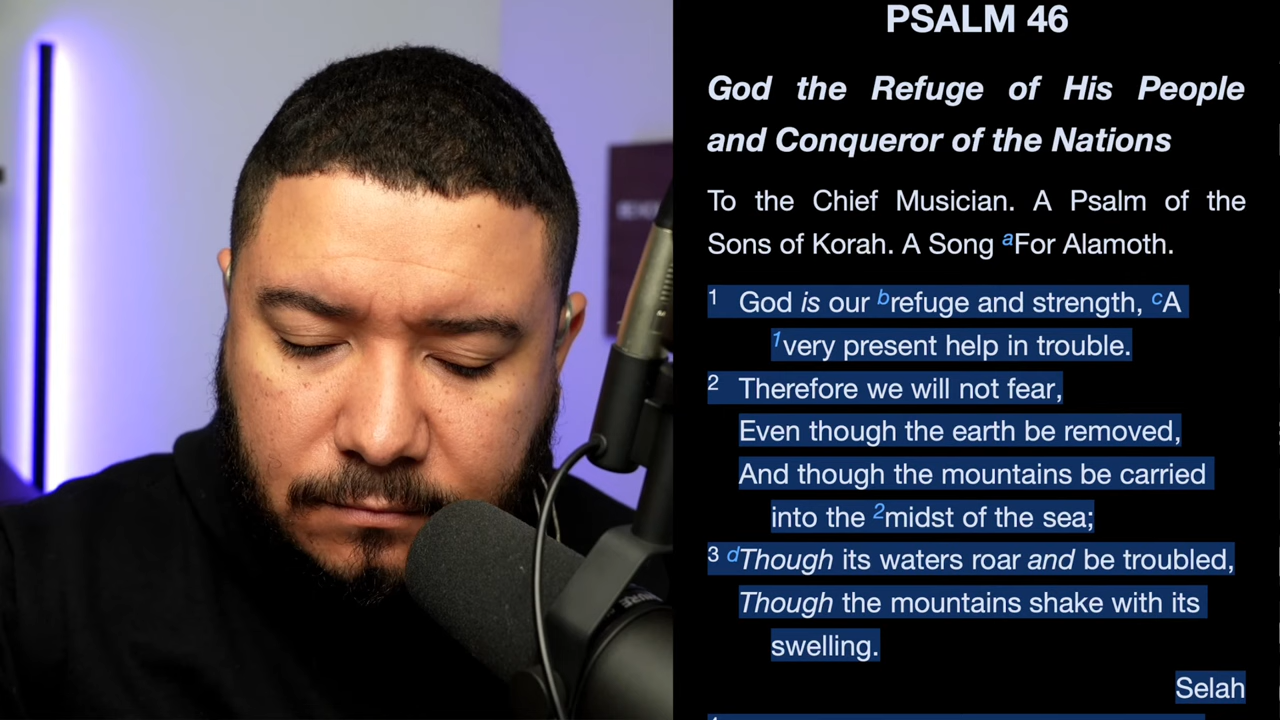 PSALM 46
God the Refuge of His People
and Conqueror of the Nations
To the Chief Musician. A Psalm of the
Sons of Korah. A Song aFor Alamoth.
1 God is our brefuge and strength, cA
1very present help in trouble.
2 Therefore we will not fear,
Even though the earth be removed,
And though the mountains be carried
into the 2midst of the sea;
3 dThough its waters roar and be troubled,
Though the mountains shake with its
swelling.
Selah